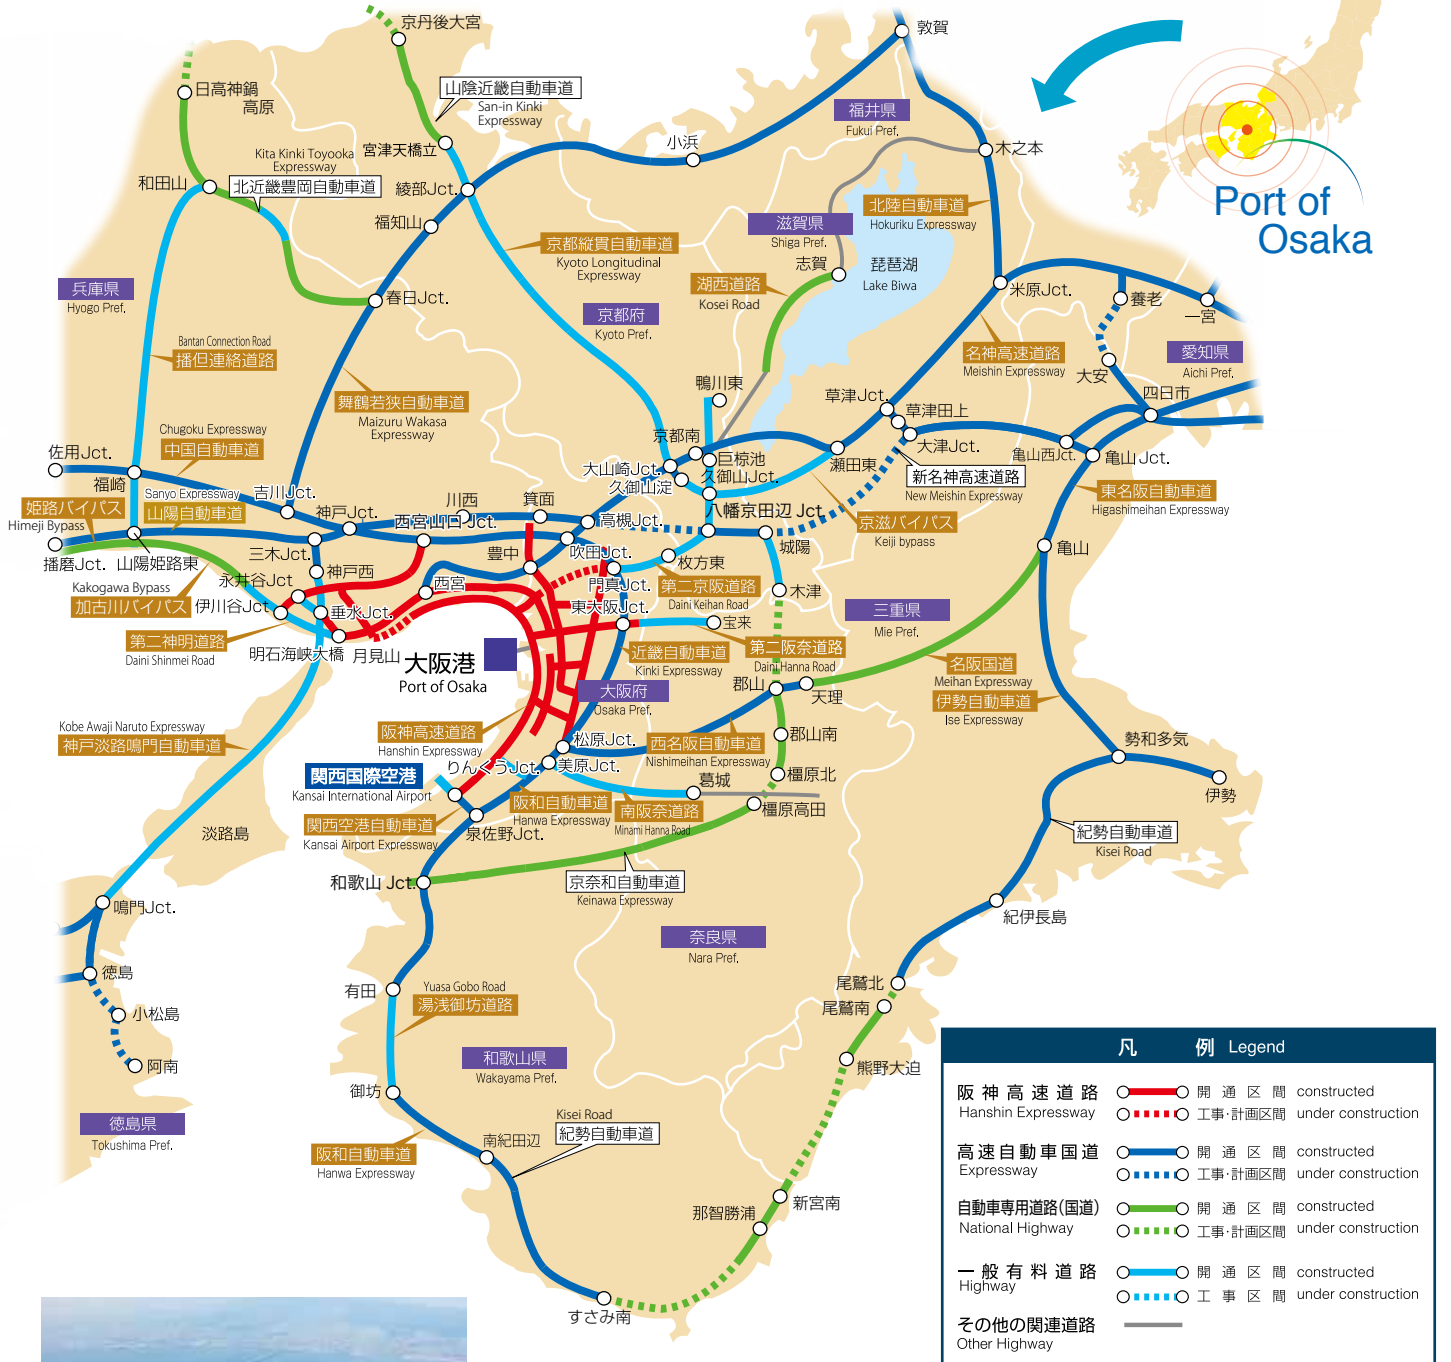 京丹後大宮
敦賀
日高神鍋
高原
山陰近畿自動車道
San-in Kinki
Expressway
福井県
Fukui Pref.
小浜
木之本
宮津天橋立
Kita Kinki Toyooka
Expressway
和田山
北近畿豊岡自動車道
綾部Jct.
福知山
京都縦貫自動車道
Kyoto Longitudinal
Expressway
滋賀県
Shiga Pref.
北陸自動車道
Hokuriku Expressway
志賀
琵琶湖
Lake Biwa
湖西道路
Kosei Road
Port of
Osaka
兵庫県
Hyogo Pref.
春日Jct.
京都府
Kyoto Pref.
米原Jct.
養老
一宮
Bantan Connection Road
播但連絡道路
名神高速道路
Meishin Expressway
大安
愛知県
Aichi Pref.
舞鶴若狭自動車道
Maizuru Wakasa
Expressway
鴨川東
草津Jct.
草津田上
四日市
Chugoku Expressway
中国自動車道
佐用Jct.
福崎
京都南
巨椋池
大山崎Jct.
久御山淀
久御山Jct.
瀬田東
大津Jct.
亀山西Jct.
亀山Jct.
新名神高速道路
New Meishin Expressway
Sanyo Expressway
山陽自動車道
吉川Jct.
姫路バイパス
Himeji Bypass
神戸Jct.
川西
西宮山口Jct.
箕面
高槻Jct.
八幡京田辺Jct.
城陽
京滋バイパス
Keiji bypass
東名阪自動車道
Higashimeihan Expressway
播磨Jct.
山陽姫路東
三木Jct.
神戸西
豊中
吹田Jct.
枚方東
亀山
Kakogawa Bypass
加古川バイパス
永井谷Jct
伊川谷Jct
垂水Jct.
西宮
門真Jct.
第二京阪道路
Daini Keihan Road
木津
東大阪Jct.
宝来
三重県
Mie Pref.
第二神明道路
Daini Shinmei Road
明石海峡大橋
月見山
大阪港
Port of Osaka
近畿自動車道
Kinki Expressway
第二阪奈道路
Daini Hanna Road
名阪国道
Meihan Expressway
大阪府
Osaka Pref.
郡山
天理
伊勢自動車道
Ise Expressway
Kobe Awaji Naruto Expressway
神戸淡路鳴門自動車道
阪神高速道路
Hanshin Expressway
松原Jct.
西名阪自動車道
Nishimeihan Expressway
郡山南
勢和多気
りんくうJct.
美原Jct.
関西国際空港
Kansai International Airport
葛城
橿原北
伊勢
阪和自動車道
Hanwa Expressway
南阪奈道路
Minami Hanna Road
橿原高田
関西空港自動車道
Kansai Airport Expressway
泉佐野Jct.
淡路島
紀勢自動車道
Kisei Road
和歌山Jct.
京奈和自動車道
Keinawa Expressway
鳴門Jct.
紀伊長島
奈良県
Nara Pref.
徳島
有田
Yuasa Gobo Road
湯浅御坊道路
尾鷲北
尾鷲南
小松島
和歌山県
Wakayama Pref.
熊野大迫
阿南
御坊
徳島県
Tokushima Pref.
Kisei Road
紀勢自動車道
南紀田辺
阪和自動車道
Hanwa Expressway
新宮南
那智勝浦
すさみ南
凡 例 Legend
阪神高速道路 開通区間 constructed
Hanshin Expressway 工事・計画区間 under construction
高速自動車国道 開通区間 constructed
Expressway 工事・計画区間 under construction
自動車専用道路(国道) 開通区間 constructed
National Highway 工事・計画区間 under construction
一般有料道路 開通区間 constructed
Highway 工事区間 under construction
その他の関連道路
Other Highway